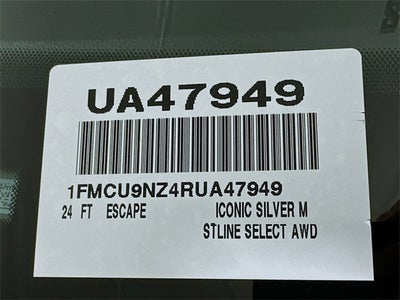 UA47949
1FMCU9NZ4RUA47949
24 FT ESCAPE ICONIC SILVER M
STLINE SELECT AWD